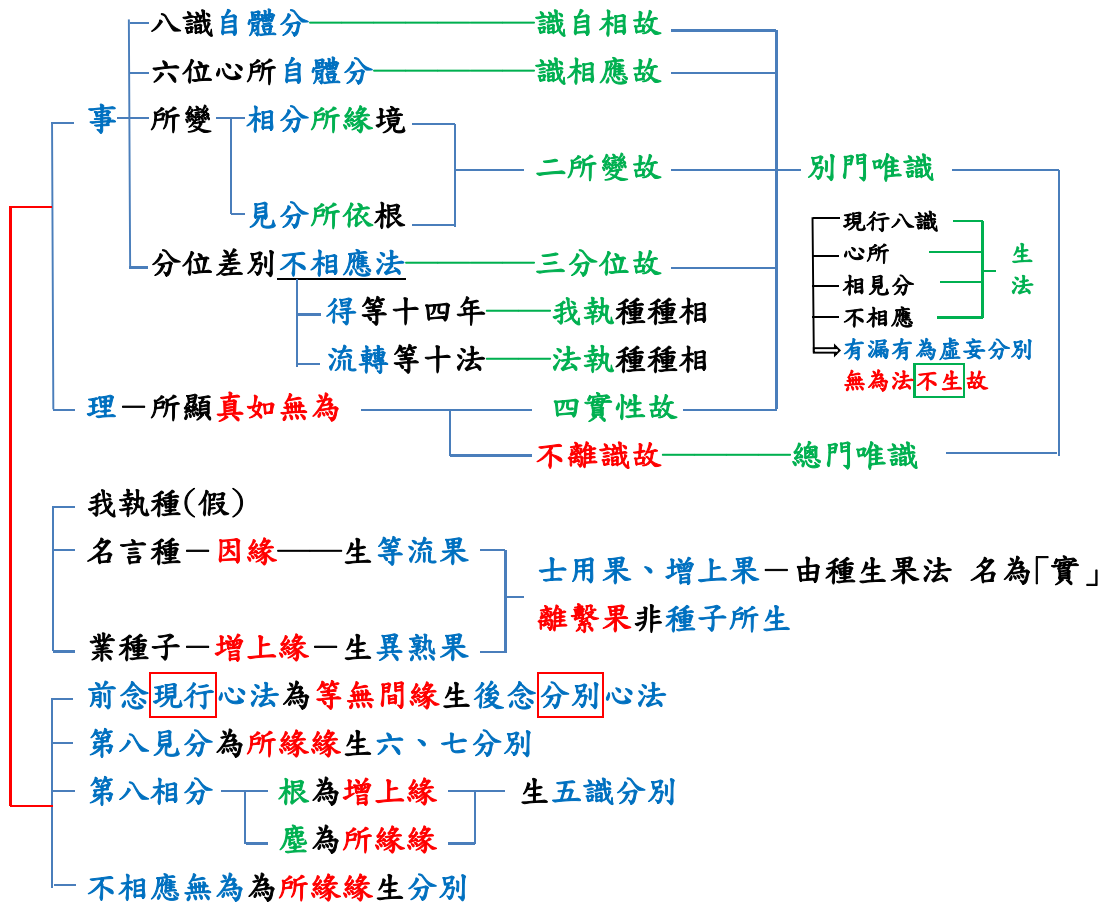 八識自體分 識自相故
六位心所自體分 識相應故
事 所變 相分所緣境
二所變故 別門唯識
見分所依根
現行八識
心所
相見分
不相應
生法
有漏有為虛妄分別
無為法不生故
分位差別不相應法 三分位故
得等十四年 我執種種相
流轉等十法 法執種種相
理－所顯真如無為 四實性故
不離識故 總門唯識
我執種(假)
名言種－因緣──生等流果
士用果、增上果－由種生果法 名為「實」
離繫果非種子所生
業種子－增上緣－生異熟果
前念現行心法為等無間緣生後念分別心法
第八見分為所緣緣生六、七分別
第八相分 根為增上緣 生五識分別
塵為所緣緣
不相應無為為所緣緣生分別